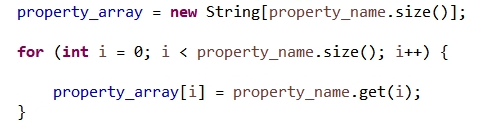 property_array = new String[property_name.size()];
for (int i = 0; i < property_name.size(); i++) {
property_array[i] = property_name.get(i);
}